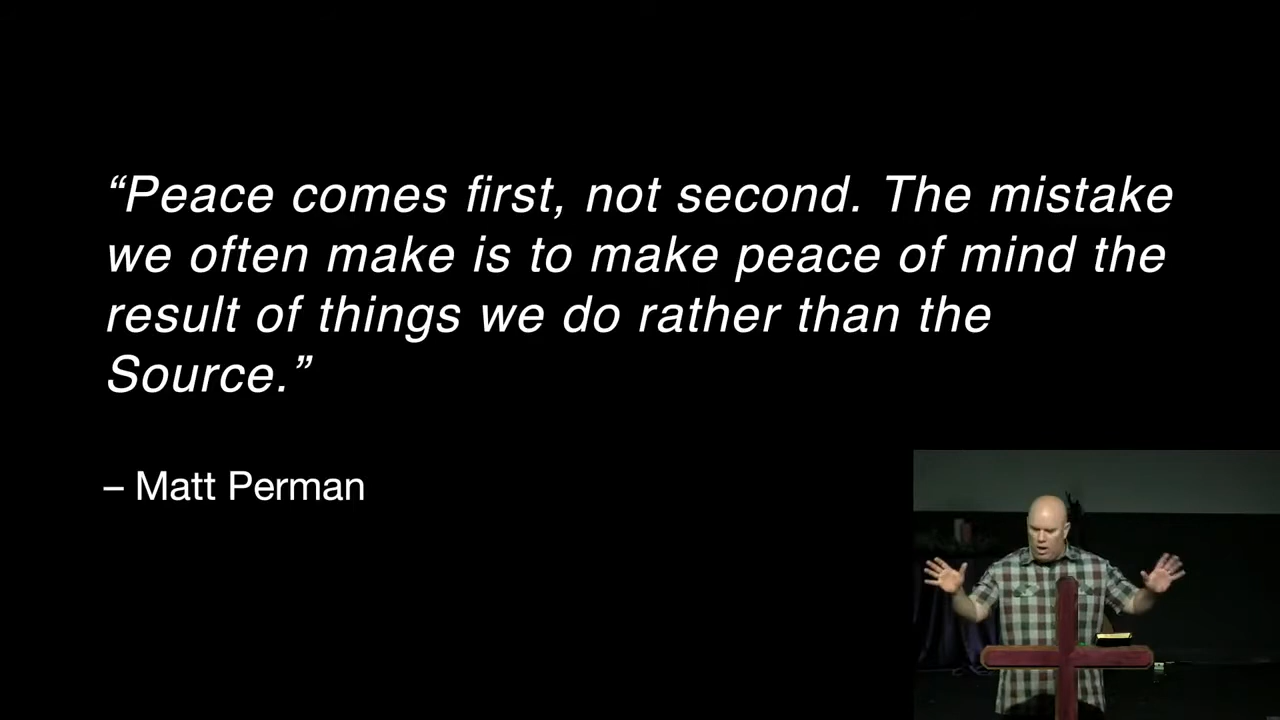 “Peace comes first, not second. The mistake
we often make is to make peace of mind the
result of things we do rather than the
Source.”
– Matt Perman